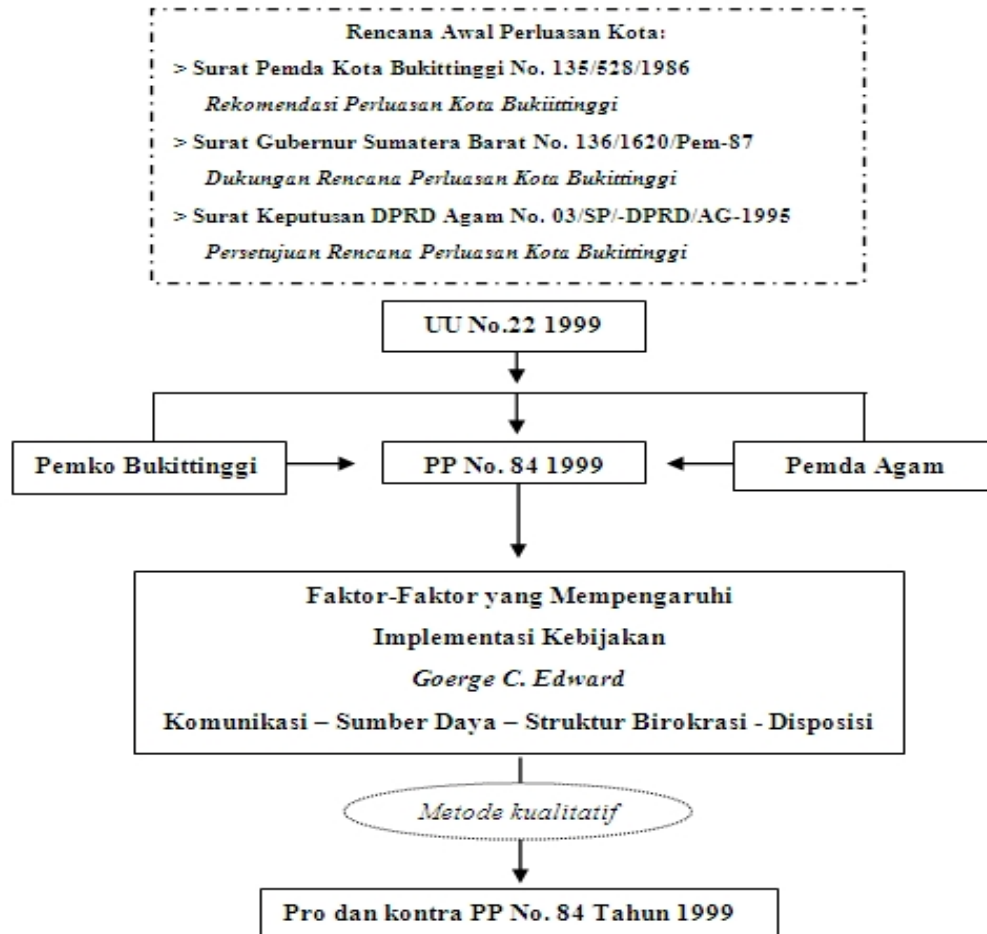 Rencana Awal Perluasan Kota:
> Surat Pemda Kota Bukittinggi No. 135/528/1986
Rekomendasi Perluasan Kota Bukiittinggi
> Surat Gubernur Sumatera Barat No. 136/1620/Pem-87
Dukungan Rencana Perluasan Kota Bukittinggi
> Surat Keputusan DPRD Agam No. 03/SP/-DPRD/AG-1995
Persetujuan Rencana Perluasan Kota Bukittinggi
UU No.22 1999
Pemko Bukittinggi
PP No. 84 1999
Pemda Agam
Faktor-Faktor yang Mempengaruhi
Implementasi Kebijakan
Goerge C. Edward
Komunikasi – Sumber Daya – Struktur Birokrasi - Disposisi
Metode kualitatif
Pro dan kontra PP No. 84 Tahun 1999